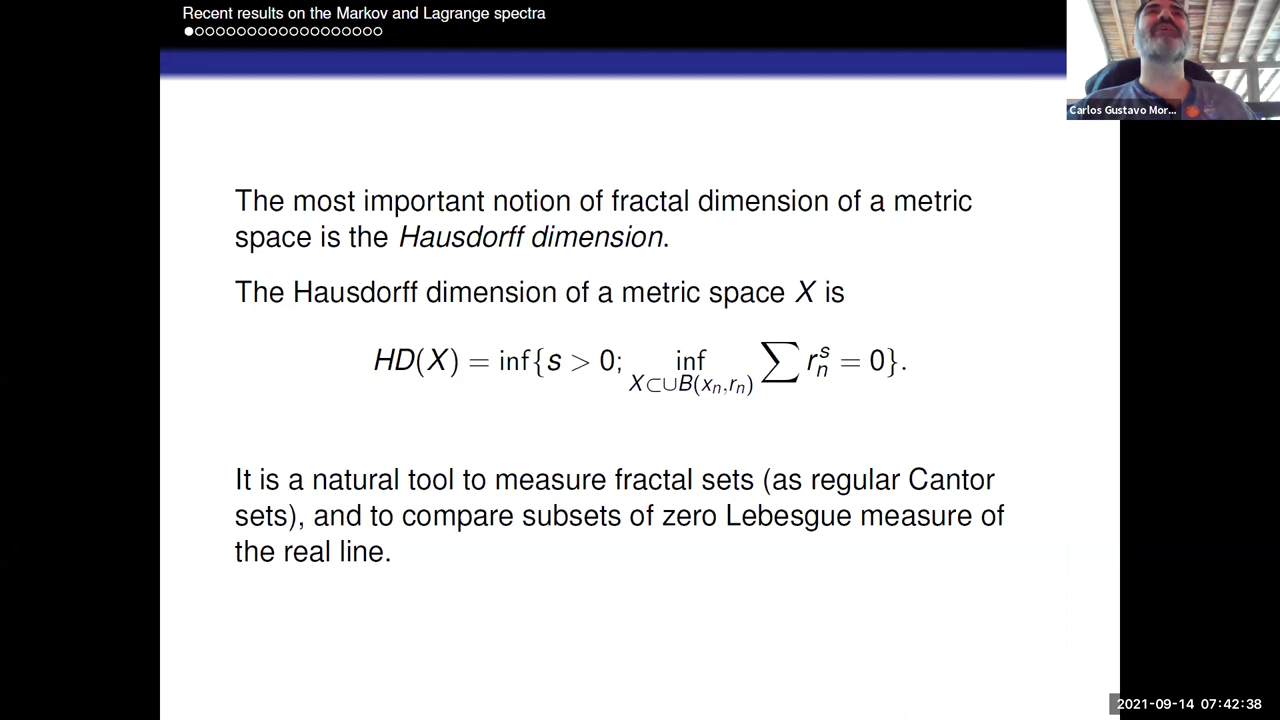 Recent results on the Markov and Lagrange spectra
Carlos Gustavo Mor...
The most important notion of fractal dimension of a metric
space is the Hausdorff dimension.
The Hausdorff dimension of a metric space X is
HD(X) = inf{s > 0; inf_{X⊂∪B(x_n,r_n)} ∑ r_n^s = 0}.
It is a natural tool to measure fractal sets (as regular Cantor
sets), and to compare subsets of zero Lebesgue measure of
the real line.
2021-09-14 07:42:38